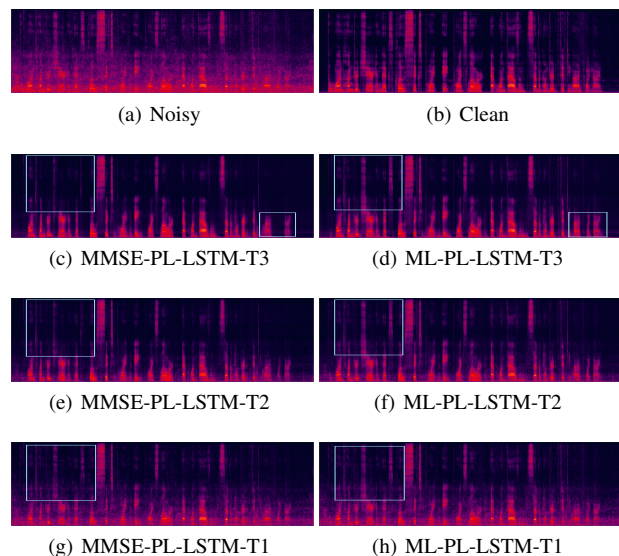 (a) Noisy
(b) Clean
(c) MMSE-PL-LSTM-T3
(d) ML-PL-LSTM-T3
(e) MMSE-PL-LSTM-T2
(f) ML-PL-LSTM-T2
(g) MMSE-PL-LSTM-T1
(h) ML-PL-LSTM-T1